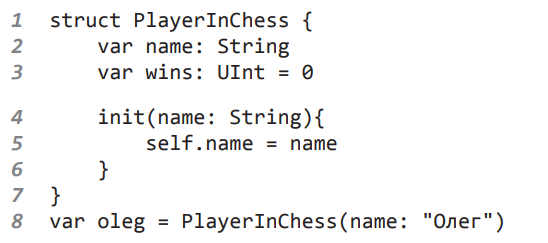 1 struct PlayerInChess {
2     var name: String
3     var wins: UInt = 0
4     init(name: String){
5         self.name = name
6     }
7 }
8 var oleg = PlayerInChess(name: "Олег")